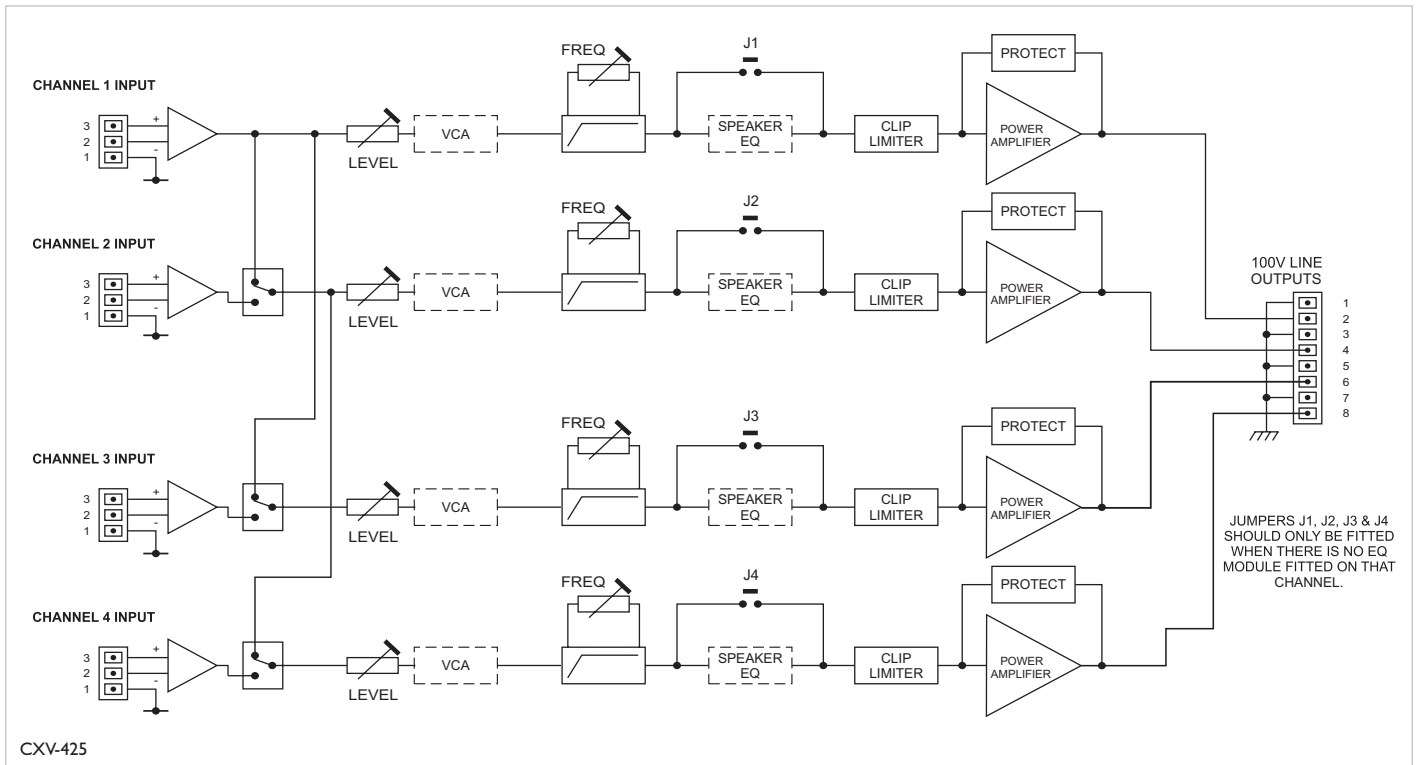 CHANNEL 1 INPUT
3
2
1
+
-
LEVEL
VCA
FREQ
J1
SPEAKER
EQ
CLIP
LIMITER
PROTECT
POWER
AMPLIFIER
CHANNEL 2 INPUT
3
2
1
+
-
LEVEL
VCA
FREQ
J2
SPEAKER
EQ
CLIP
LIMITER
PROTECT
POWER
AMPLIFIER
100V LINE
OUTPUTS
1
2
3
4
5
6
7
8
CHANNEL 3 INPUT
3
2
1
+
-
LEVEL
VCA
FREQ
J3
SPEAKER
EQ
CLIP
LIMITER
PROTECT
POWER
AMPLIFIER
JUMPERS J1, J2, J3 & J4
SHOULD ONLY BE FITTED
WHEN THERE IS NO EQ
MODULE FITTED ON THAT
CHANNEL.
CHANNEL 4 INPUT
3
2
1
+
-
LEVEL
VCA
FREQ
J4
SPEAKER
EQ
CLIP
LIMITER
PROTECT
POWER
AMPLIFIER
CXV-425